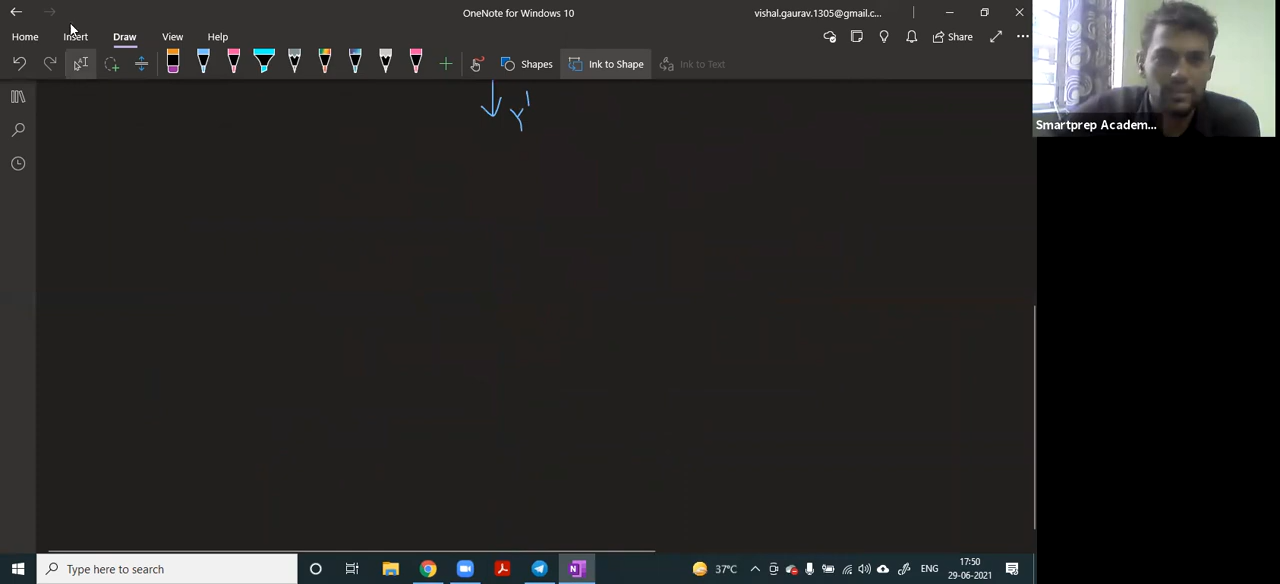 OneNote for Windows 10
vishal.gaurav.1305@gmail.c...
Home Insert Draw View Help
Share
Shapes Ink to Shape Ink to Text
Y'
Smartprep Academ...
Type here to search
37°C
ENG
17:50
29-06-2021